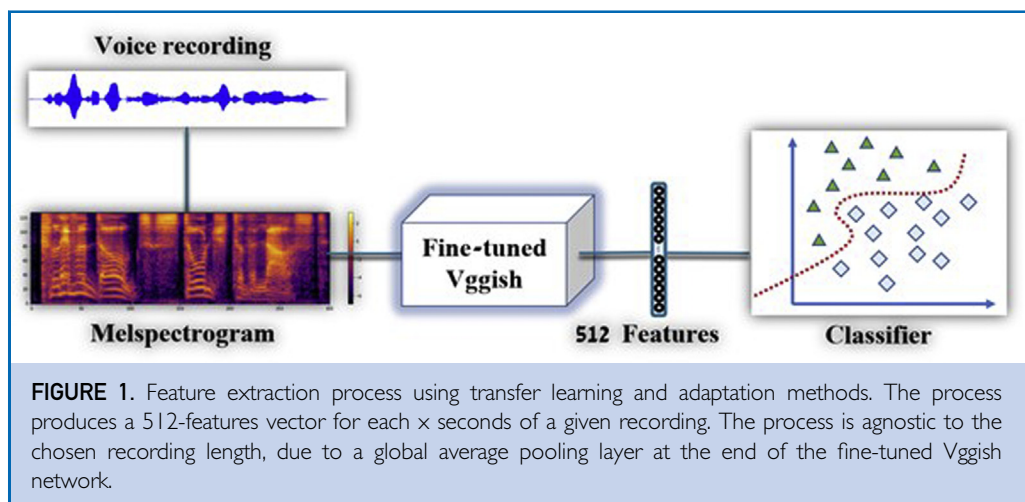 Voice recording
Melspectrogram
Fine-tuned
Vggish
512 Features
Classifier
FIGURE 1. Feature extraction process using transfer learning and adaptation methods. The process
produces a 512-features vector for each x seconds of a given recording. The process is agnostic to the
chosen recording length, due to a global average pooling layer at the end of the fine-tuned Vggish
network.